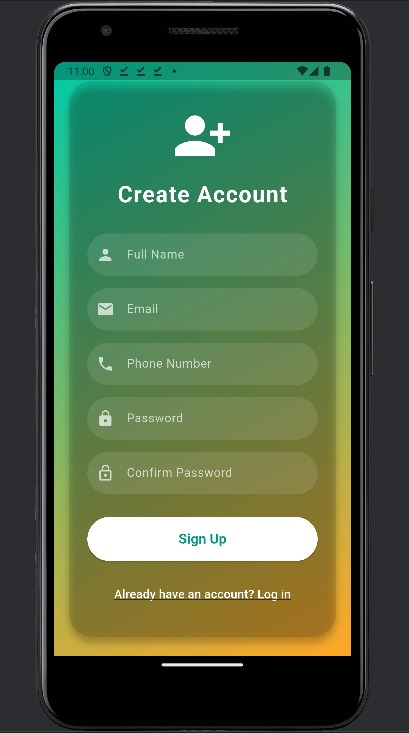 11:00
Create Account
Full Name
Email
Phone Number
Password
Confirm Password
Sign Up
Already have an account? Log in